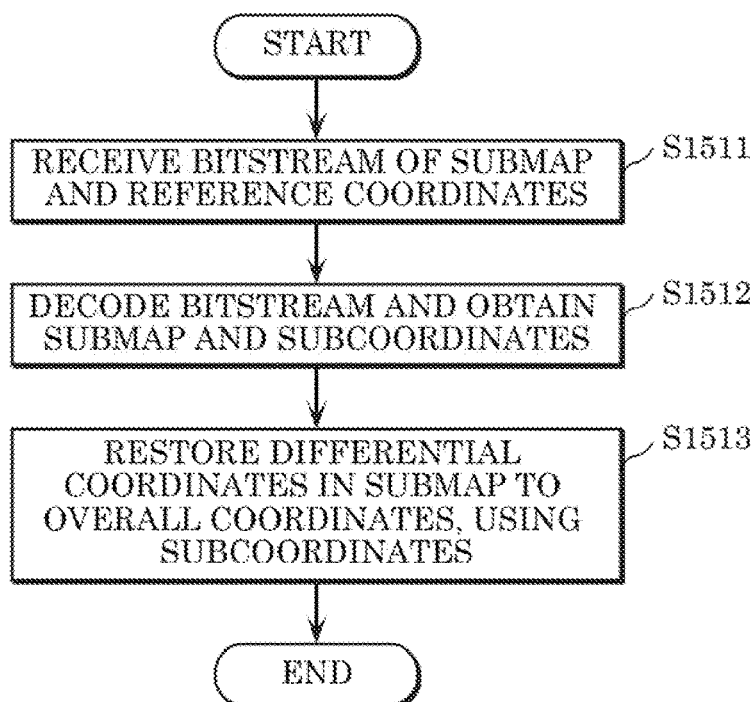 START
RECEIVE BITSTREAM OF SUBMAP
AND REFERENCE COORDINATES
S1511
DECODE BITSTREAM AND OBTAIN
SUBMAP AND SUBCOORDINATES
S1512
RESTORE DIFFERENTIAL
COORDINATES IN SUBMAP TO
OVERALL COORDINATES, USING
SUBCOORDINATES
S1513
END